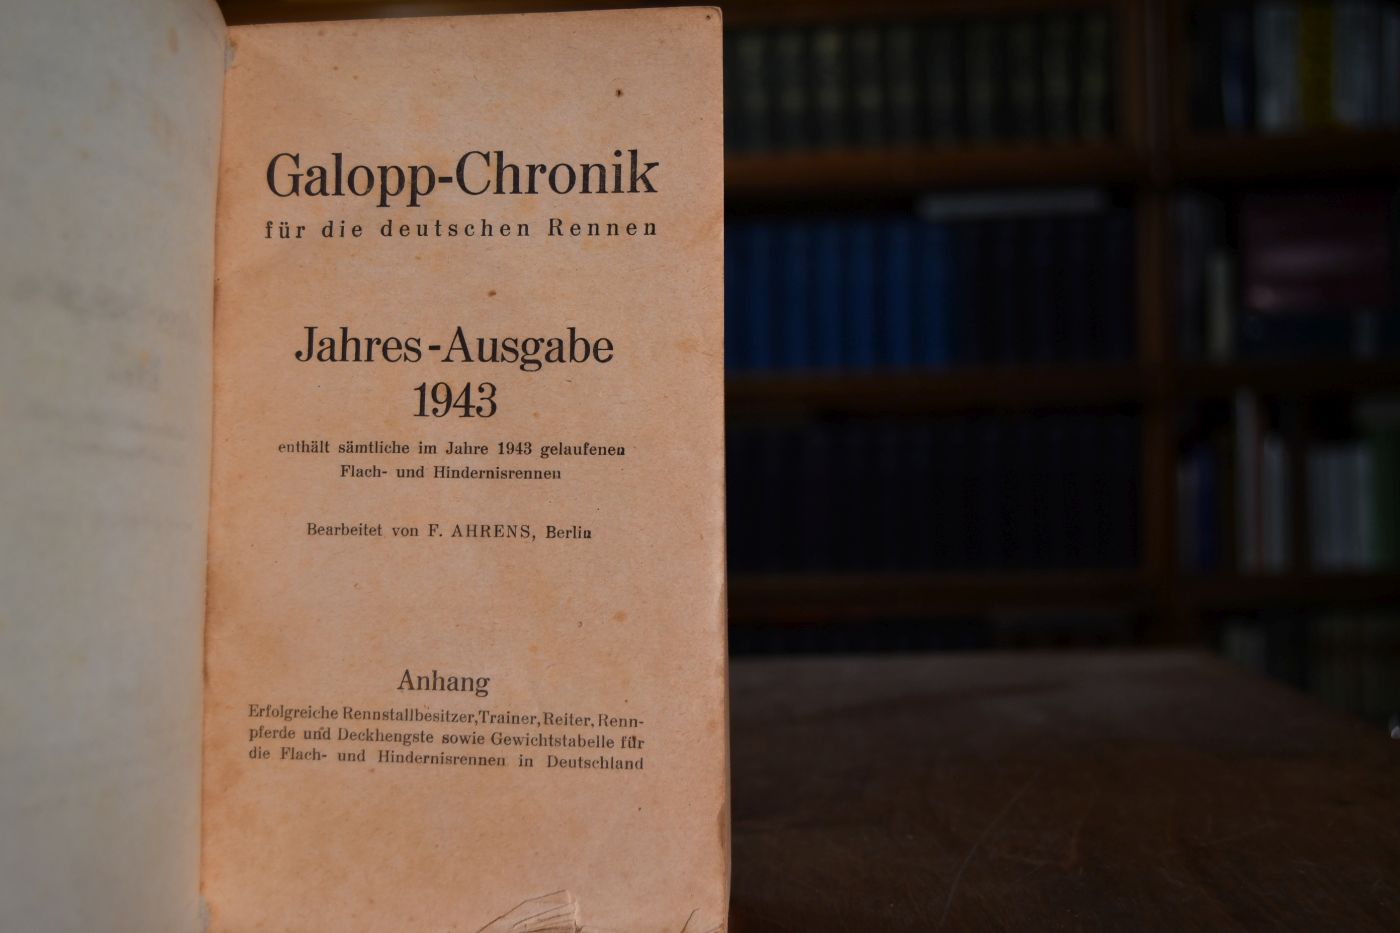 Galopp-Chronik
für die deutschen Rennen
Jahres-Ausgabe
1943
enthält sämtliche im Jahre 1943 gelaufenen
Flach- und Hindernisrennen
Bearbeitet von F. AHRENS, Berlin
Anhang
Erfolgreiche Rennstallbesitzer, Trainer, Reiter, Renn-
pferde und Deckhengste sowie Gewichtstabelle für
die Flach- und Hindernisrennen in Deutschland